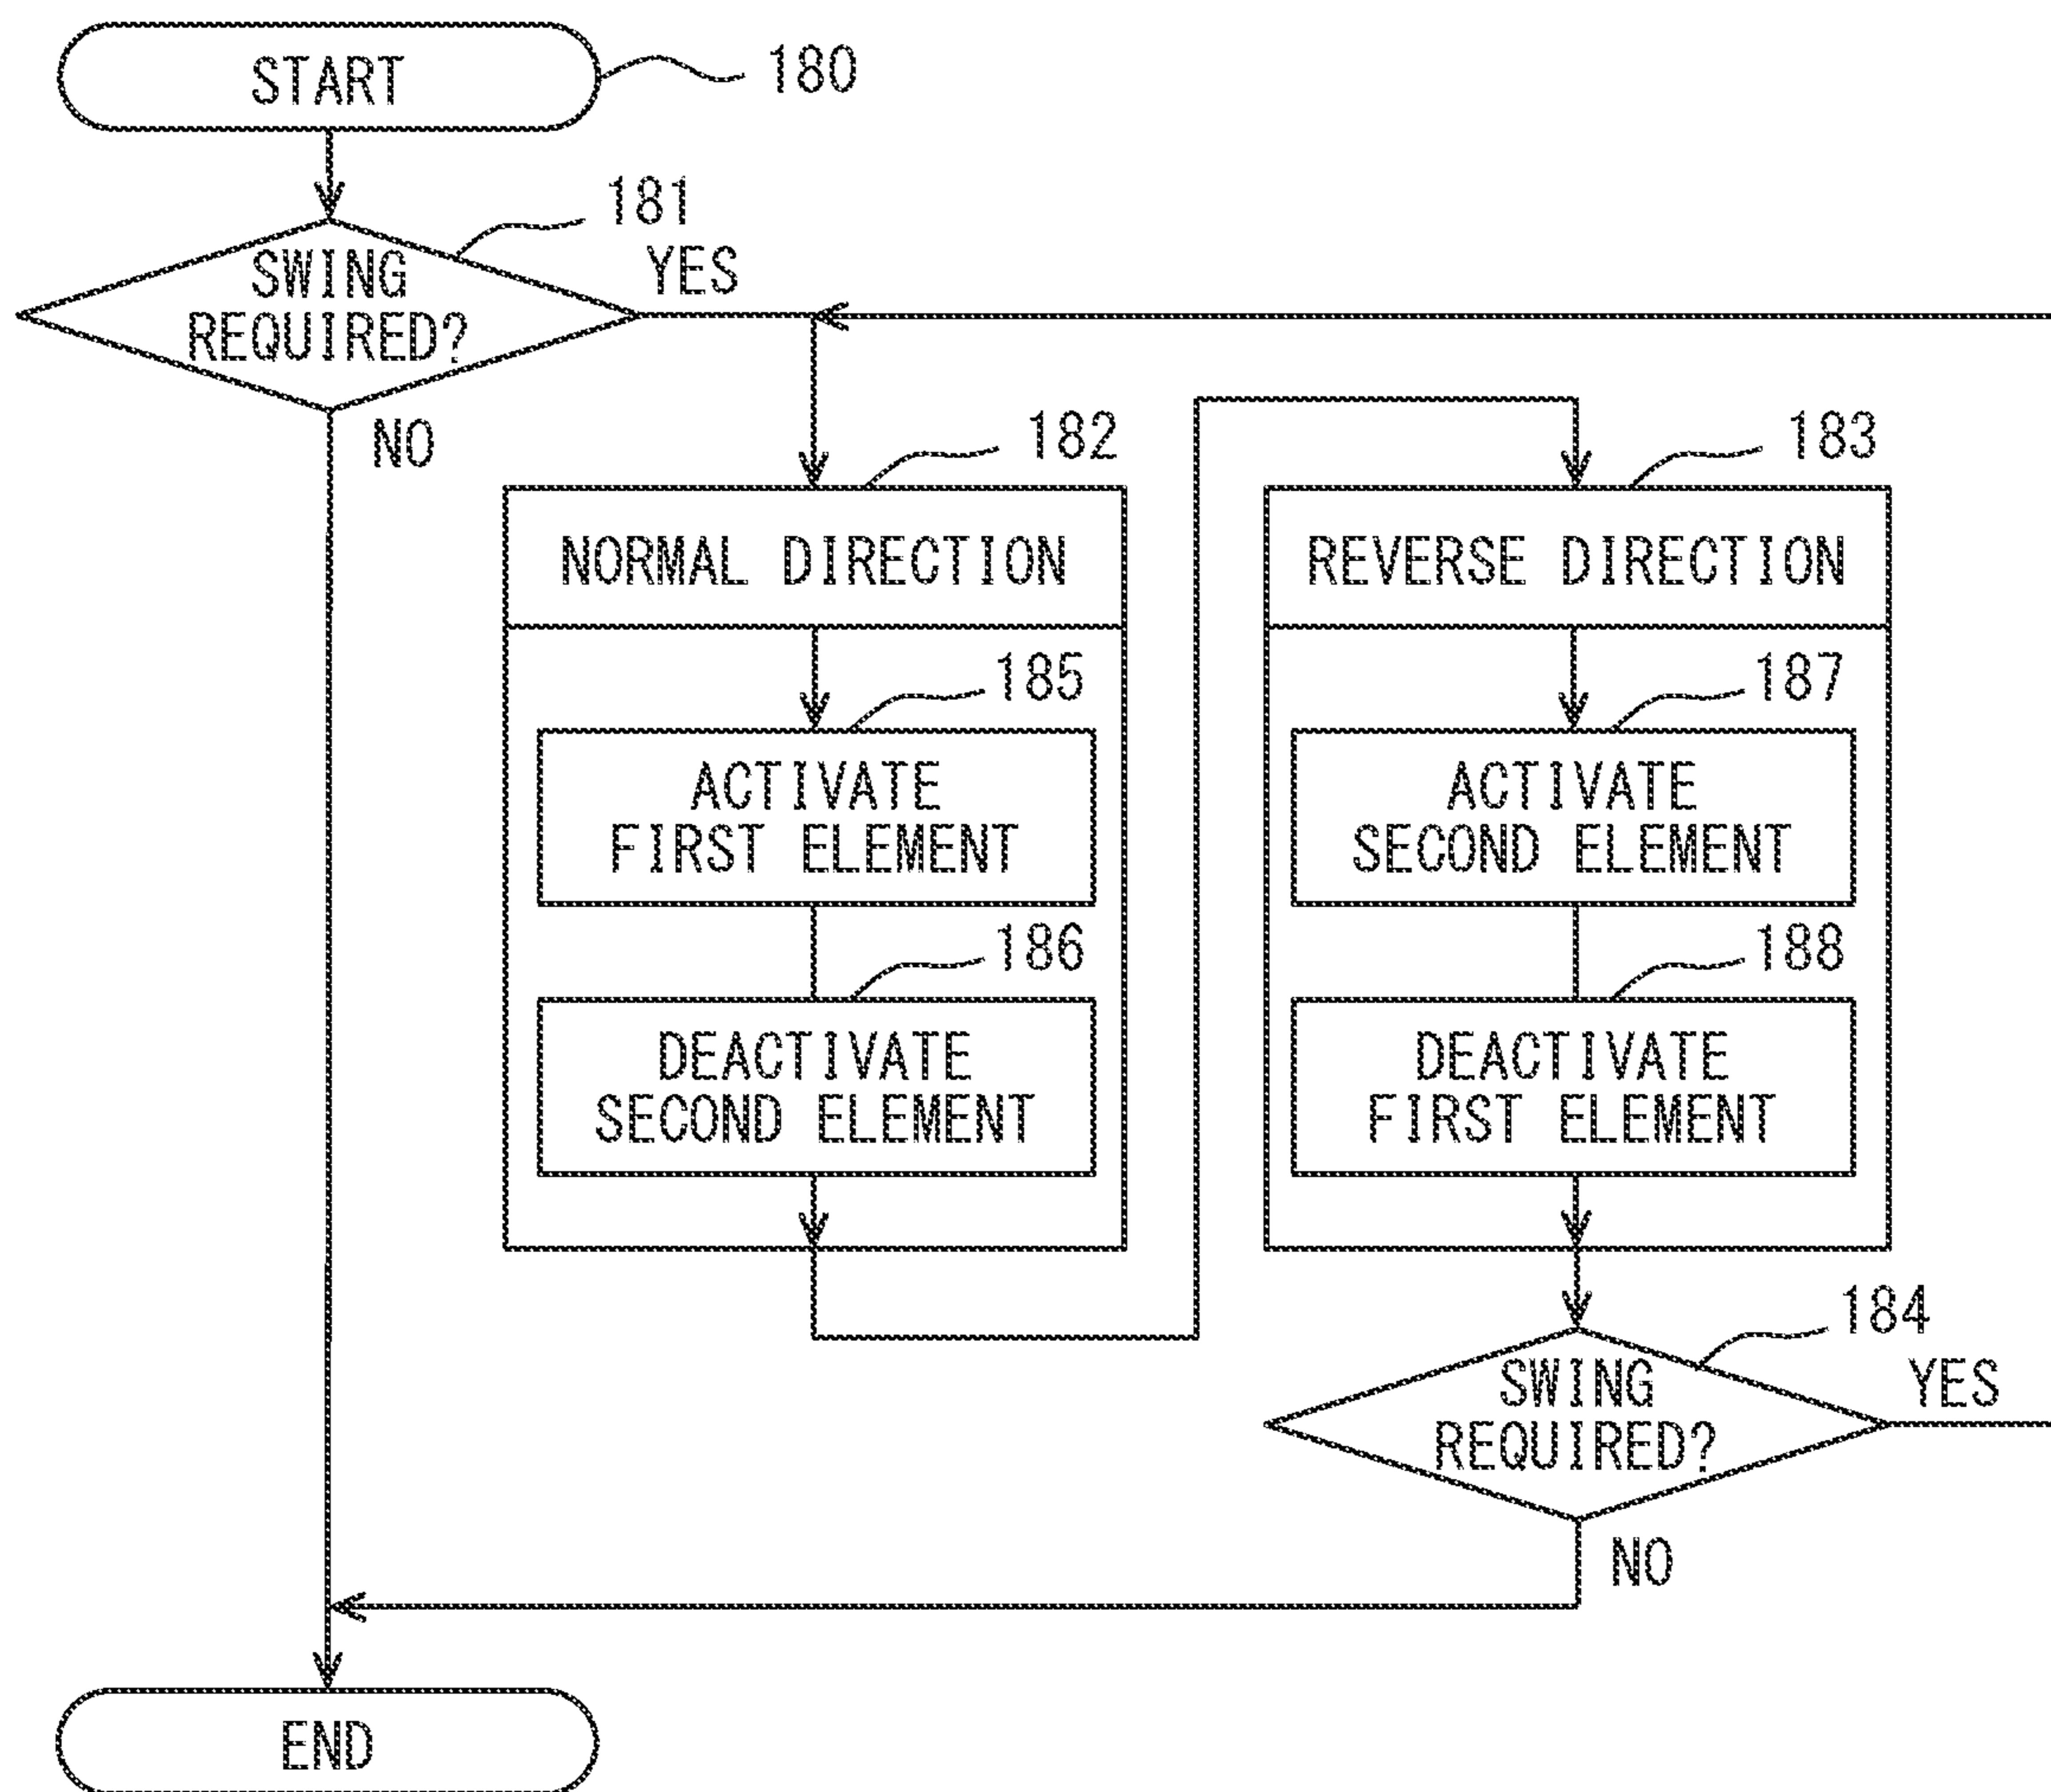 START
180
181
SWING
REQUIRED?
YES
NO
182
NORMAL DIRECTION
185
ACTIVATE
FIRST ELEMENT
186
DEACTIVATE
SECOND ELEMENT
183
REVERSE DIRECTION
187
ACTIVATE
SECOND ELEMENT
188
DEACTIVATE
FIRST ELEMENT
184
SWING
REQUIRED?
YES
NO
END